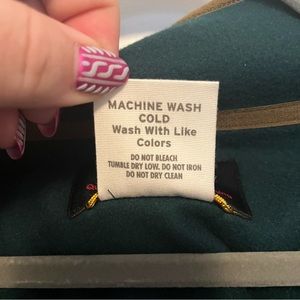 MACHINE WASH
COLD
Wash With Like
Colors
DO NOT BLEACH
TUMBLE DRY LOW. DO NOT IRON
DO NOT DRY CLEAN